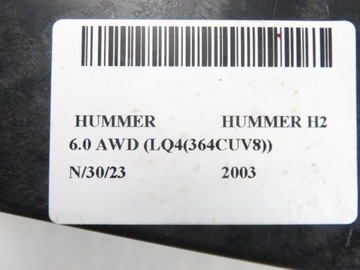 HUMMER HUMMER H2
6.0 AWD (LQ4(364CUV8))
N/30/23 2003